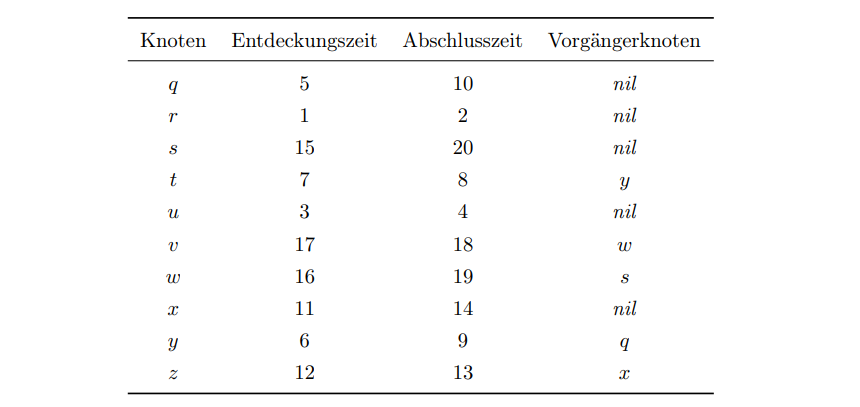 Knoten Entdeckungszeit Abschlusszeit Vorgängerknoten
q 5 10 nil
r 1 2 nil
s 15 20 nil
t 7 8 y
u 3 4 nil
v 17 18 w
w 16 19 s
x 11 14 nil
y 6 9 q
z 12 13 x